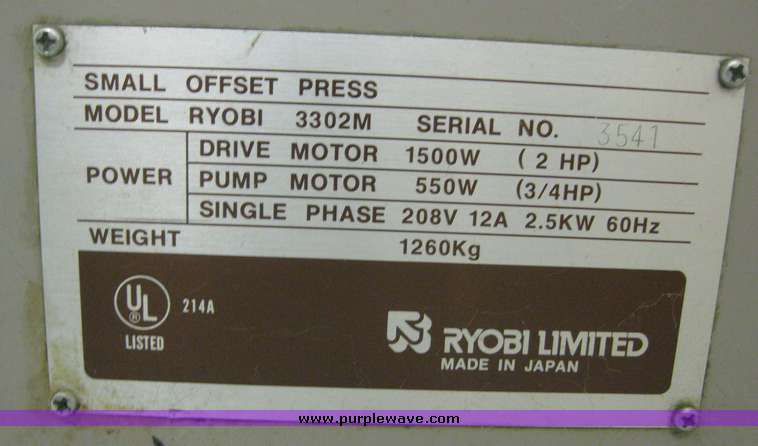 SMALL OFFSET PRESS
MODEL RYOBI 3302M SERIAL NO. 3541
POWER
DRIVE MOTOR 1500W ( 2 HP)
PUMP MOTOR 550W (3/4HP)
SINGLE PHASE 208V 12A 2.5KW 60Hz
WEIGHT 1260Kg
UL
®
LISTED
214A
RYOBI LIMITED
MADE IN JAPAN
www.purplewave.com